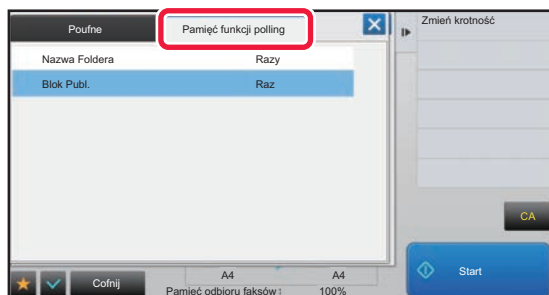 Poufne
Pamięć funkcji polling
Zmień krotność
Nazwa Foldera Razy
Blok Publ. Raz
CA
A4 A4
Cofnij
Start
Pamięć odbioru faksów: 100%